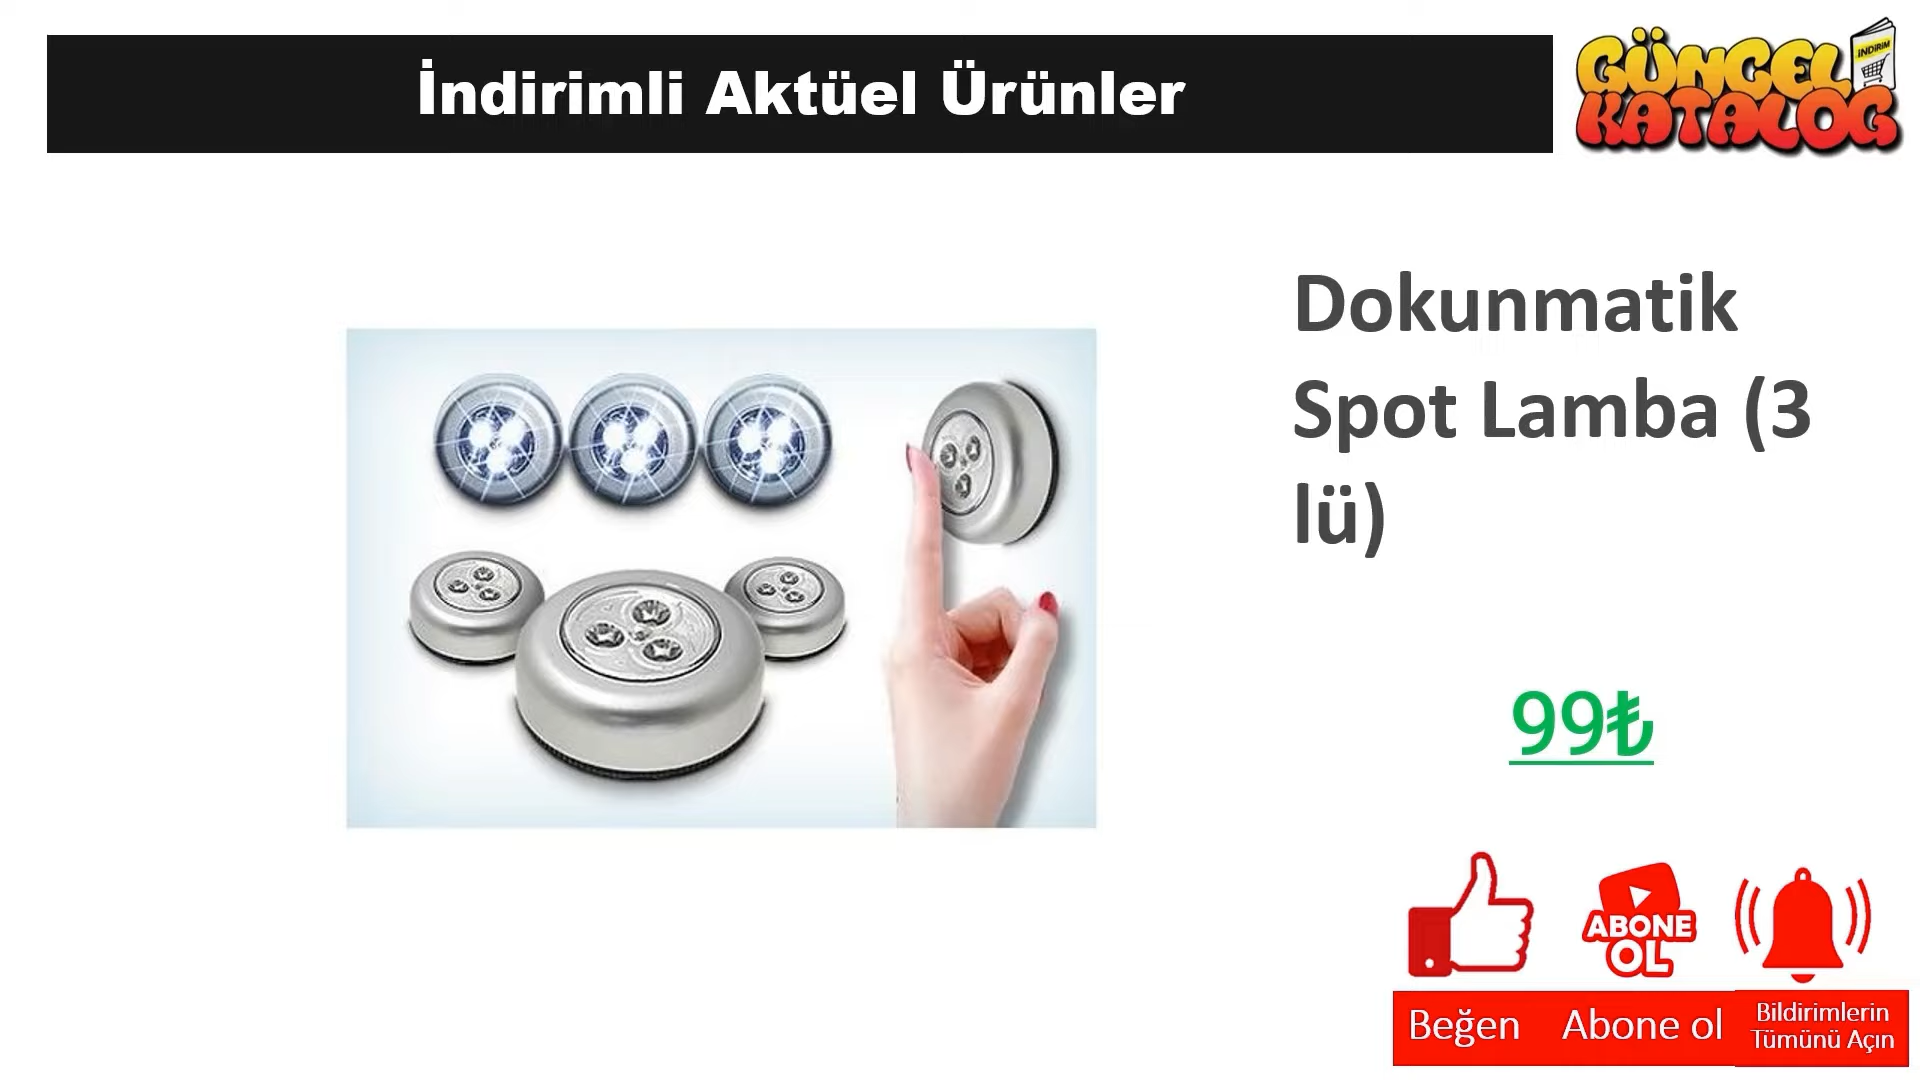 İndirimli Aktüel Ürünler
GÜNCEL
KATALOG
İNDİRİM
Dokunmatik
Spot Lamba (3
lü)
99₺
ABONE
OL
Beğen
Abone ol
Bildirimlerin
Tümünü Açın